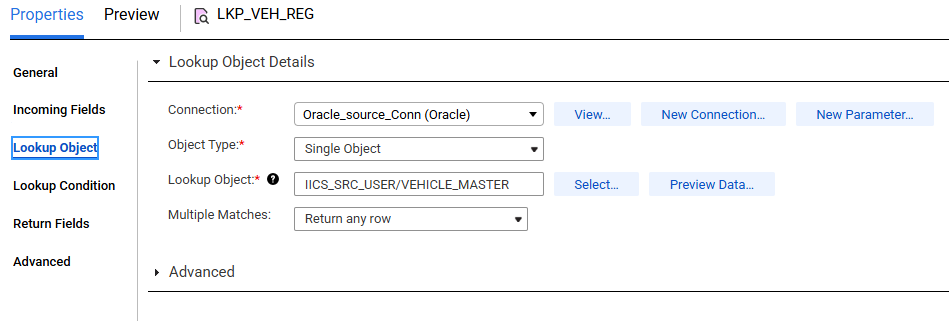 Properties Preview LKP_VEH_REG
General
Incoming Fields
Lookup Object
Lookup Condition
Return Fields
Advanced
Lookup Object Details
Connection:* Oracle_source_Conn (Oracle) View... New Connection... New Parameter...
Object Type:* Single Object
Lookup Object:* ? IICS_SRC_USER/VEHICLE_MASTER Select... Preview Data...
Multiple Matches: Return any row
Advanced